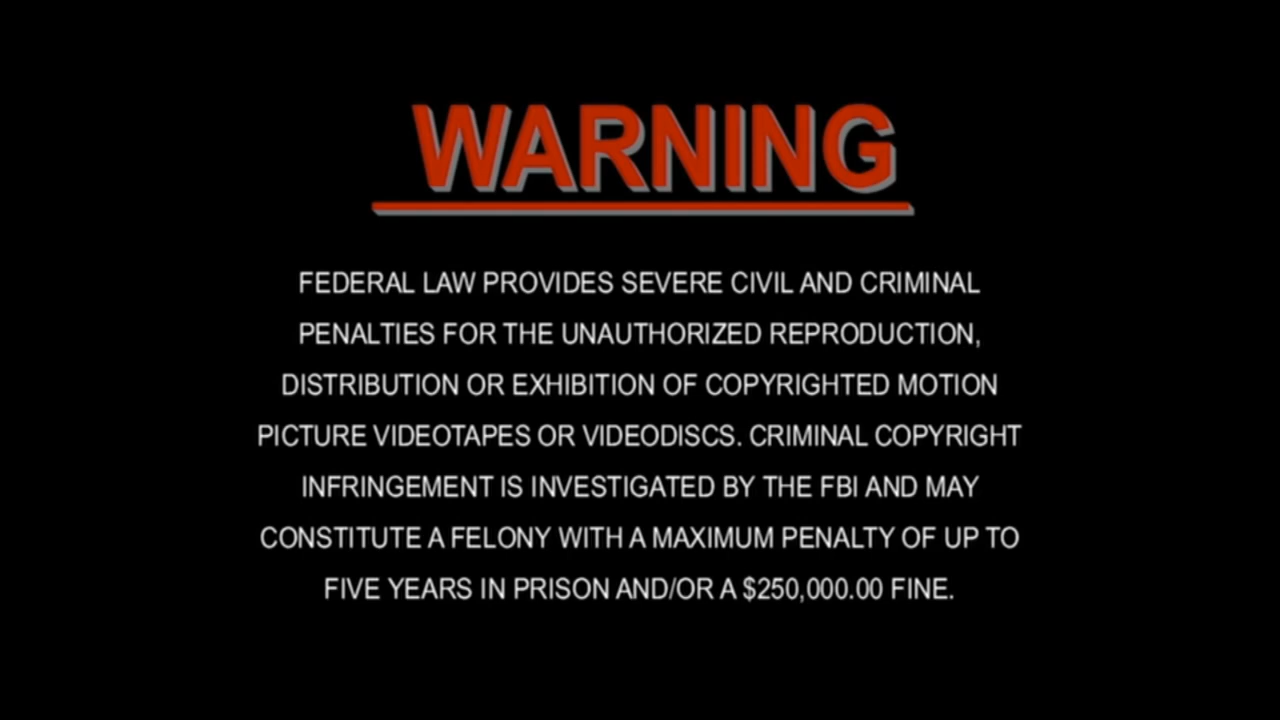 WARNING
FEDERAL LAW PROVIDES SEVERE CIVIL AND CRIMINAL
PENALTIES FOR THE UNAUTHORIZED REPRODUCTION,
DISTRIBUTION OR EXHIBITION OF COPYRIGHTED MOTION
PICTURE VIDEOTAPES OR VIDEODISCS. CRIMINAL COPYRIGHT
INFRINGEMENT IS INVESTIGATED BY THE FBI AND MAY
CONSTITUTE A FELONY WITH A MAXIMUM PENALTY OF UP TO
FIVE YEARS IN PRISON AND/OR A $250,000.00 FINE.